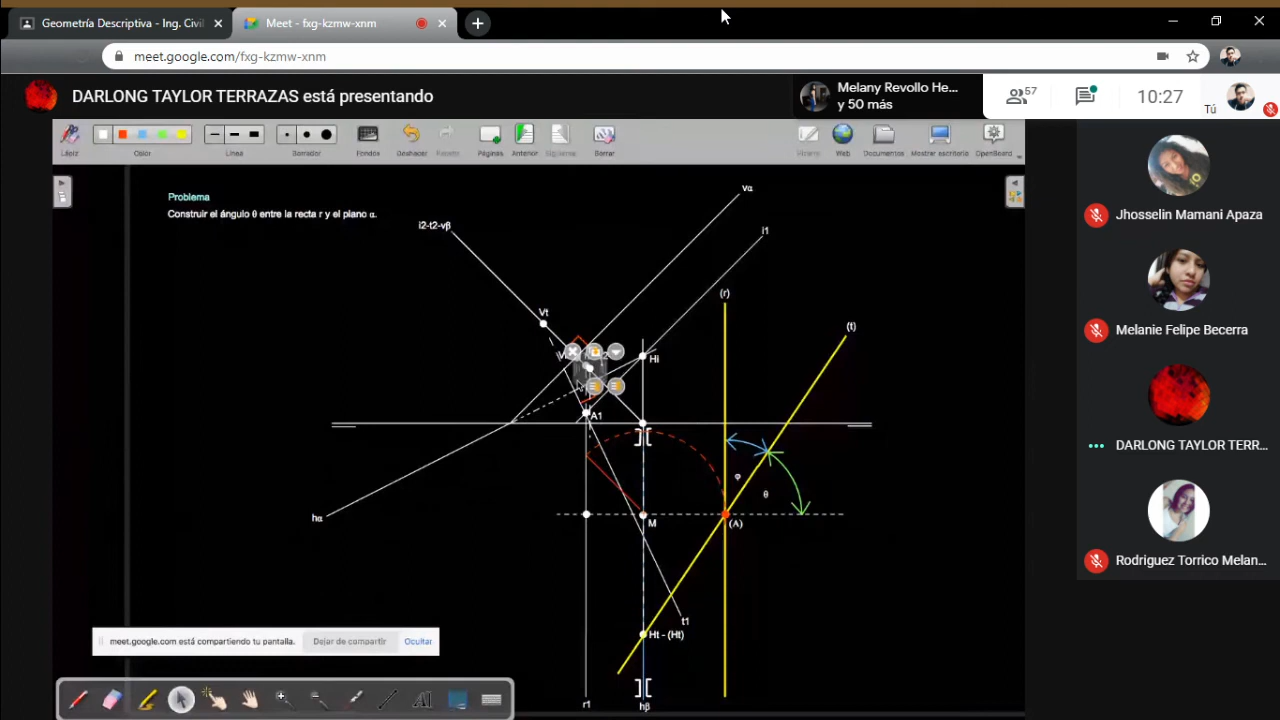 Geometría Descriptiva - Ing. Civil
Meet - fxg-kzmw-xnm
meet.google.com/fxg-kzmw-xnm
DARLONG TAYLOR TERRAZAS está presentando
Melany Revollo He...
y 50 más
57
10:27
Tú
Lápiz
Color
Línea
Borrador
Fondos
Deshacer
Páginas
Anterior
Siguiente
Borrar
Pizarra
Web
Documentos
Mostrar escritorio
OpenBoard
Problema
Construir el ángulo θ entre la recta r y el plano α.
vα
i2-t2-vβ
i1
(r)
Vt
(t)
Hi
A1
φ
θ
M
(A)
hα
t1
Ht - (Ht)
r1
hβ
meet.google.com está compartiendo tu pantalla.
Dejar de compartir
Ocultar
Jhosselin Mamani Apaza
Melanie Felipe Becerra
DARLONG TAYLOR TERR...
Rodriguez Torrico Melan...